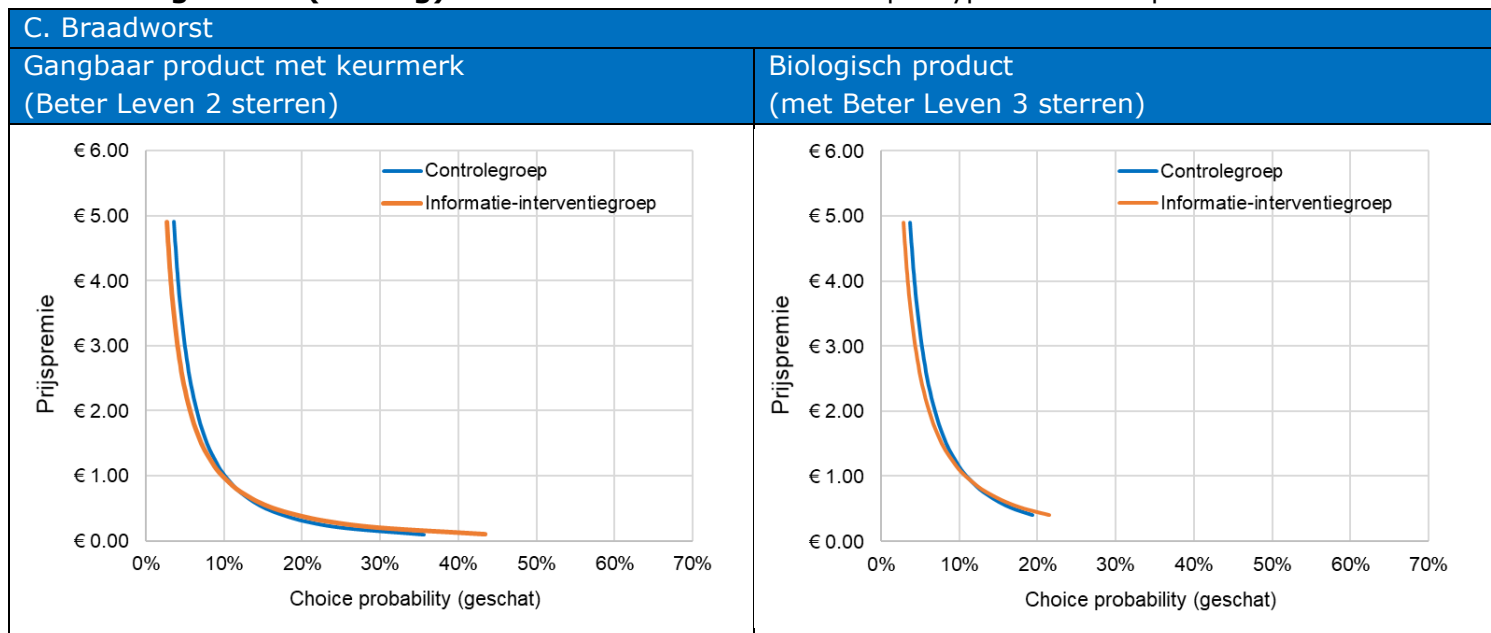 C. Braadworst
Gangbaar product met keurmerk
(Beter Leven 2 sterren)
Biologisch product
(met Beter Leven 3 sterren)
€ 6.00
€ 5.00
€ 4.00
€ 3.00
€ 2.00
€ 1.00
€ 0.00
Prijspremie
Controlegroep
Informatie-interventiegroep
0% 10% 20% 30% 40% 50% 60% 70%
Choice probability (geschat)
€ 6.00
€ 5.00
€ 4.00
€ 3.00
€ 2.00
€ 1.00
€ 0.00
Prijspremie
Controlegroep
Informatie-interventiegroep
0% 10% 20% 30% 40% 50% 60% 70%
Choice probability (geschat)